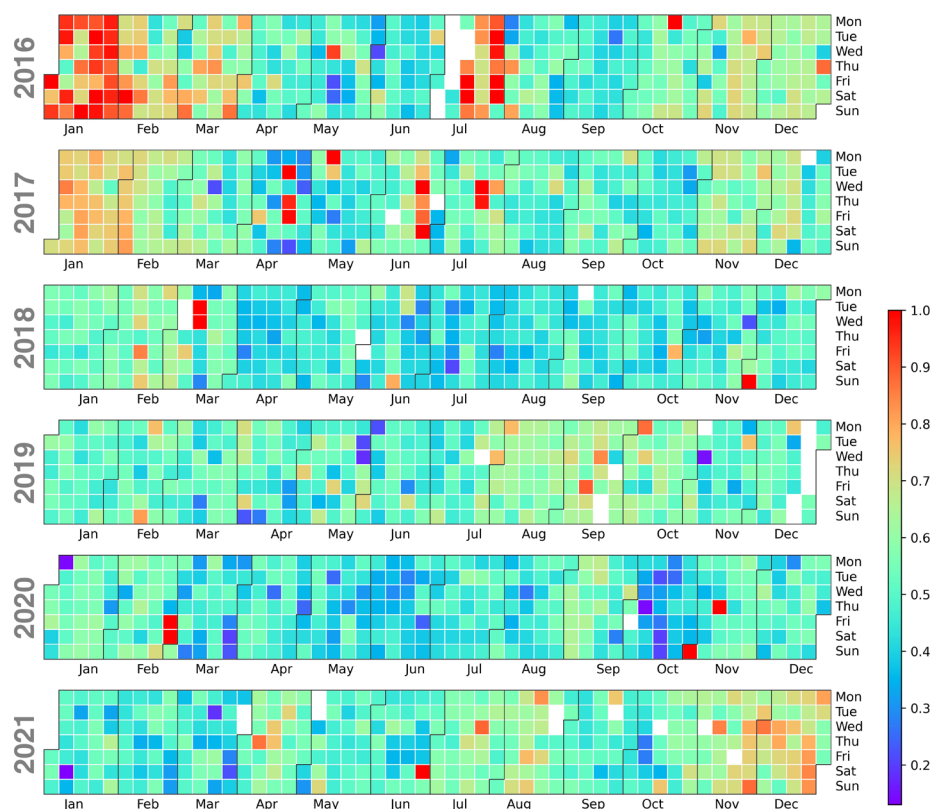 2016
Mon
Tue
Wed
Thu
Fri
Sat
Sun
Jan Feb Mar Apr May Jun Jul Aug Sep Oct Nov Dec
2017
Mon
Tue
Wed
Thu
Fri
Sat
Sun
Jan Feb Mar Apr May Jun Jul Aug Sep Oct Nov Dec
2018
Mon
Tue
Wed
Thu
Fri
Sat
Sun
Jan Feb Mar Apr May Jun Jul Aug Sep Oct Nov Dec
2019
Mon
Tue
Wed
Thu
Fri
Sat
Sun
Jan Feb Mar Apr May Jun Jul Aug Sep Oct Nov Dec
2020
Mon
Tue
Wed
Thu
Fri
Sat
Sun
Jan Feb Mar Apr May Jun Jul Aug Sep Oct Nov Dec
2021
Mon
Tue
Wed
Thu
Fri
Sat
Sun
Jan Feb Mar Apr May Jun Jul Aug Sep Oct Nov Dec
1.0
0.9
0.8
0.7
0.6
0.5
0.4
0.3
0.2